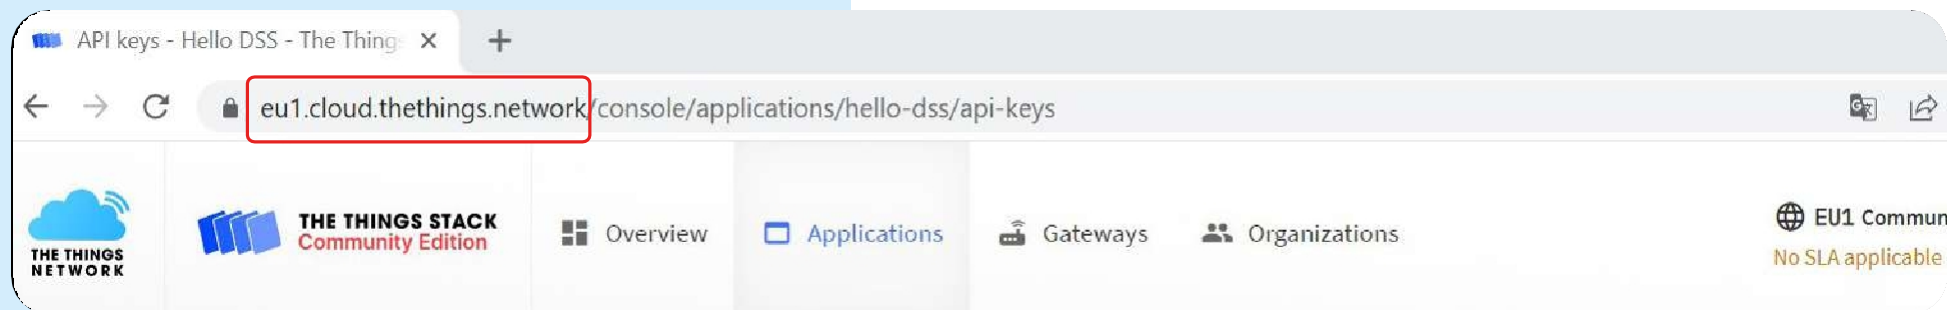 API keys - Hello DSS - The Thing
eu1.cloud.thethings.network/console/applications/hello-dss/api-keys
THE THINGS
NETWORK
THE THINGS STACK
Community Edition
Overview
Applications
Gateways
Organizations
EU1 Commun
No SLA applicable